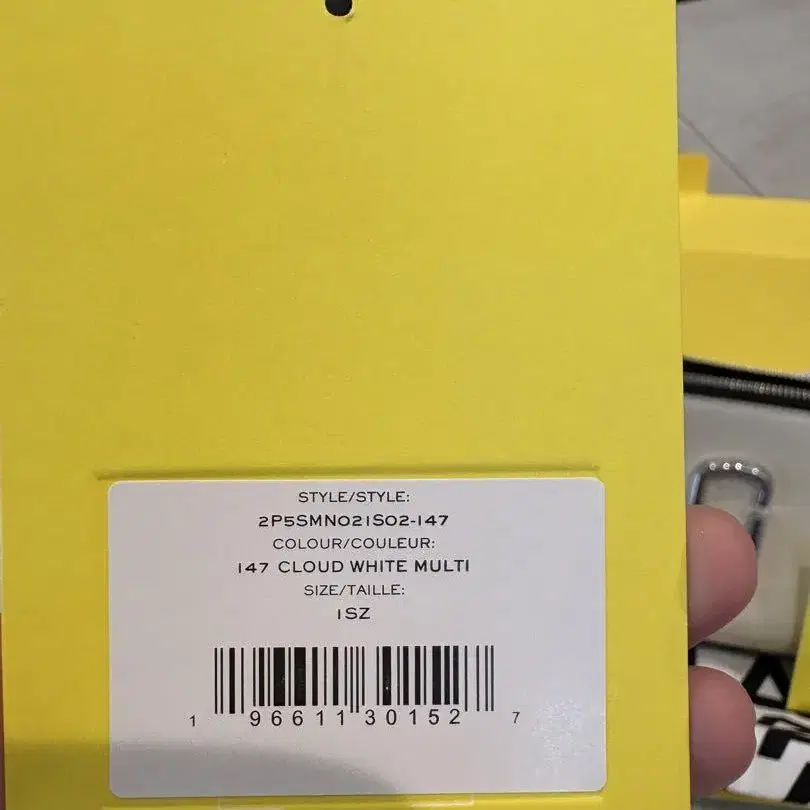 STYLE/STYLE:
2P5SMN021S02-147
COLOUR/COULEUR:
147 CLOUD WHITE MULTI
SIZE/TAILLE:
1SZ
1 96611 30152 7